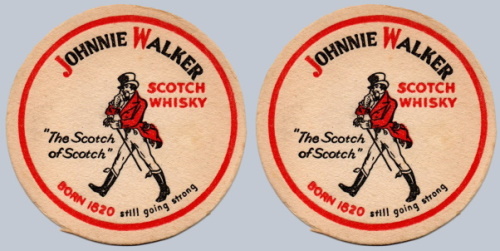 JOHNNIE WALKER
SCOTCH
WHISKY
"The Scotch
of Scotch"
BORN 1820 still going strong
JOHNNIE WALKER
SCOTCH
WHISKY
"The Scotch
of Scotch"
BORN 1820 still going strong